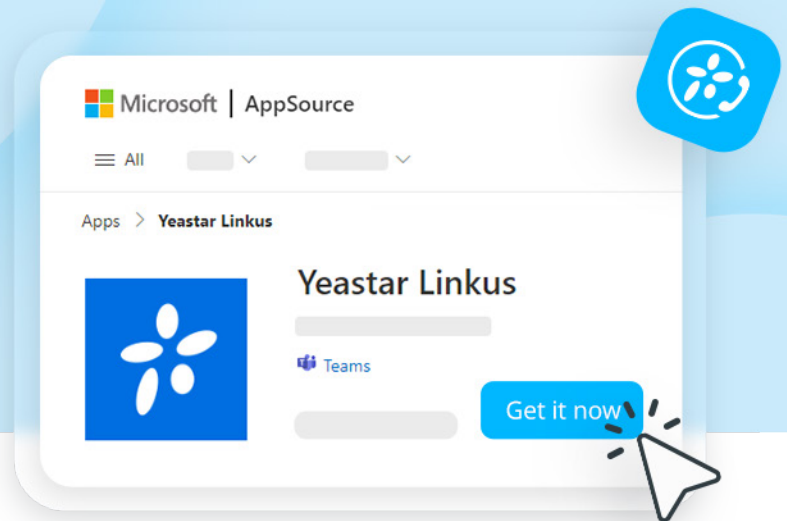 Microsoft | AppSource
All
Apps > Yeastar Linkus
Yeastar Linkus
Teams
Get it now